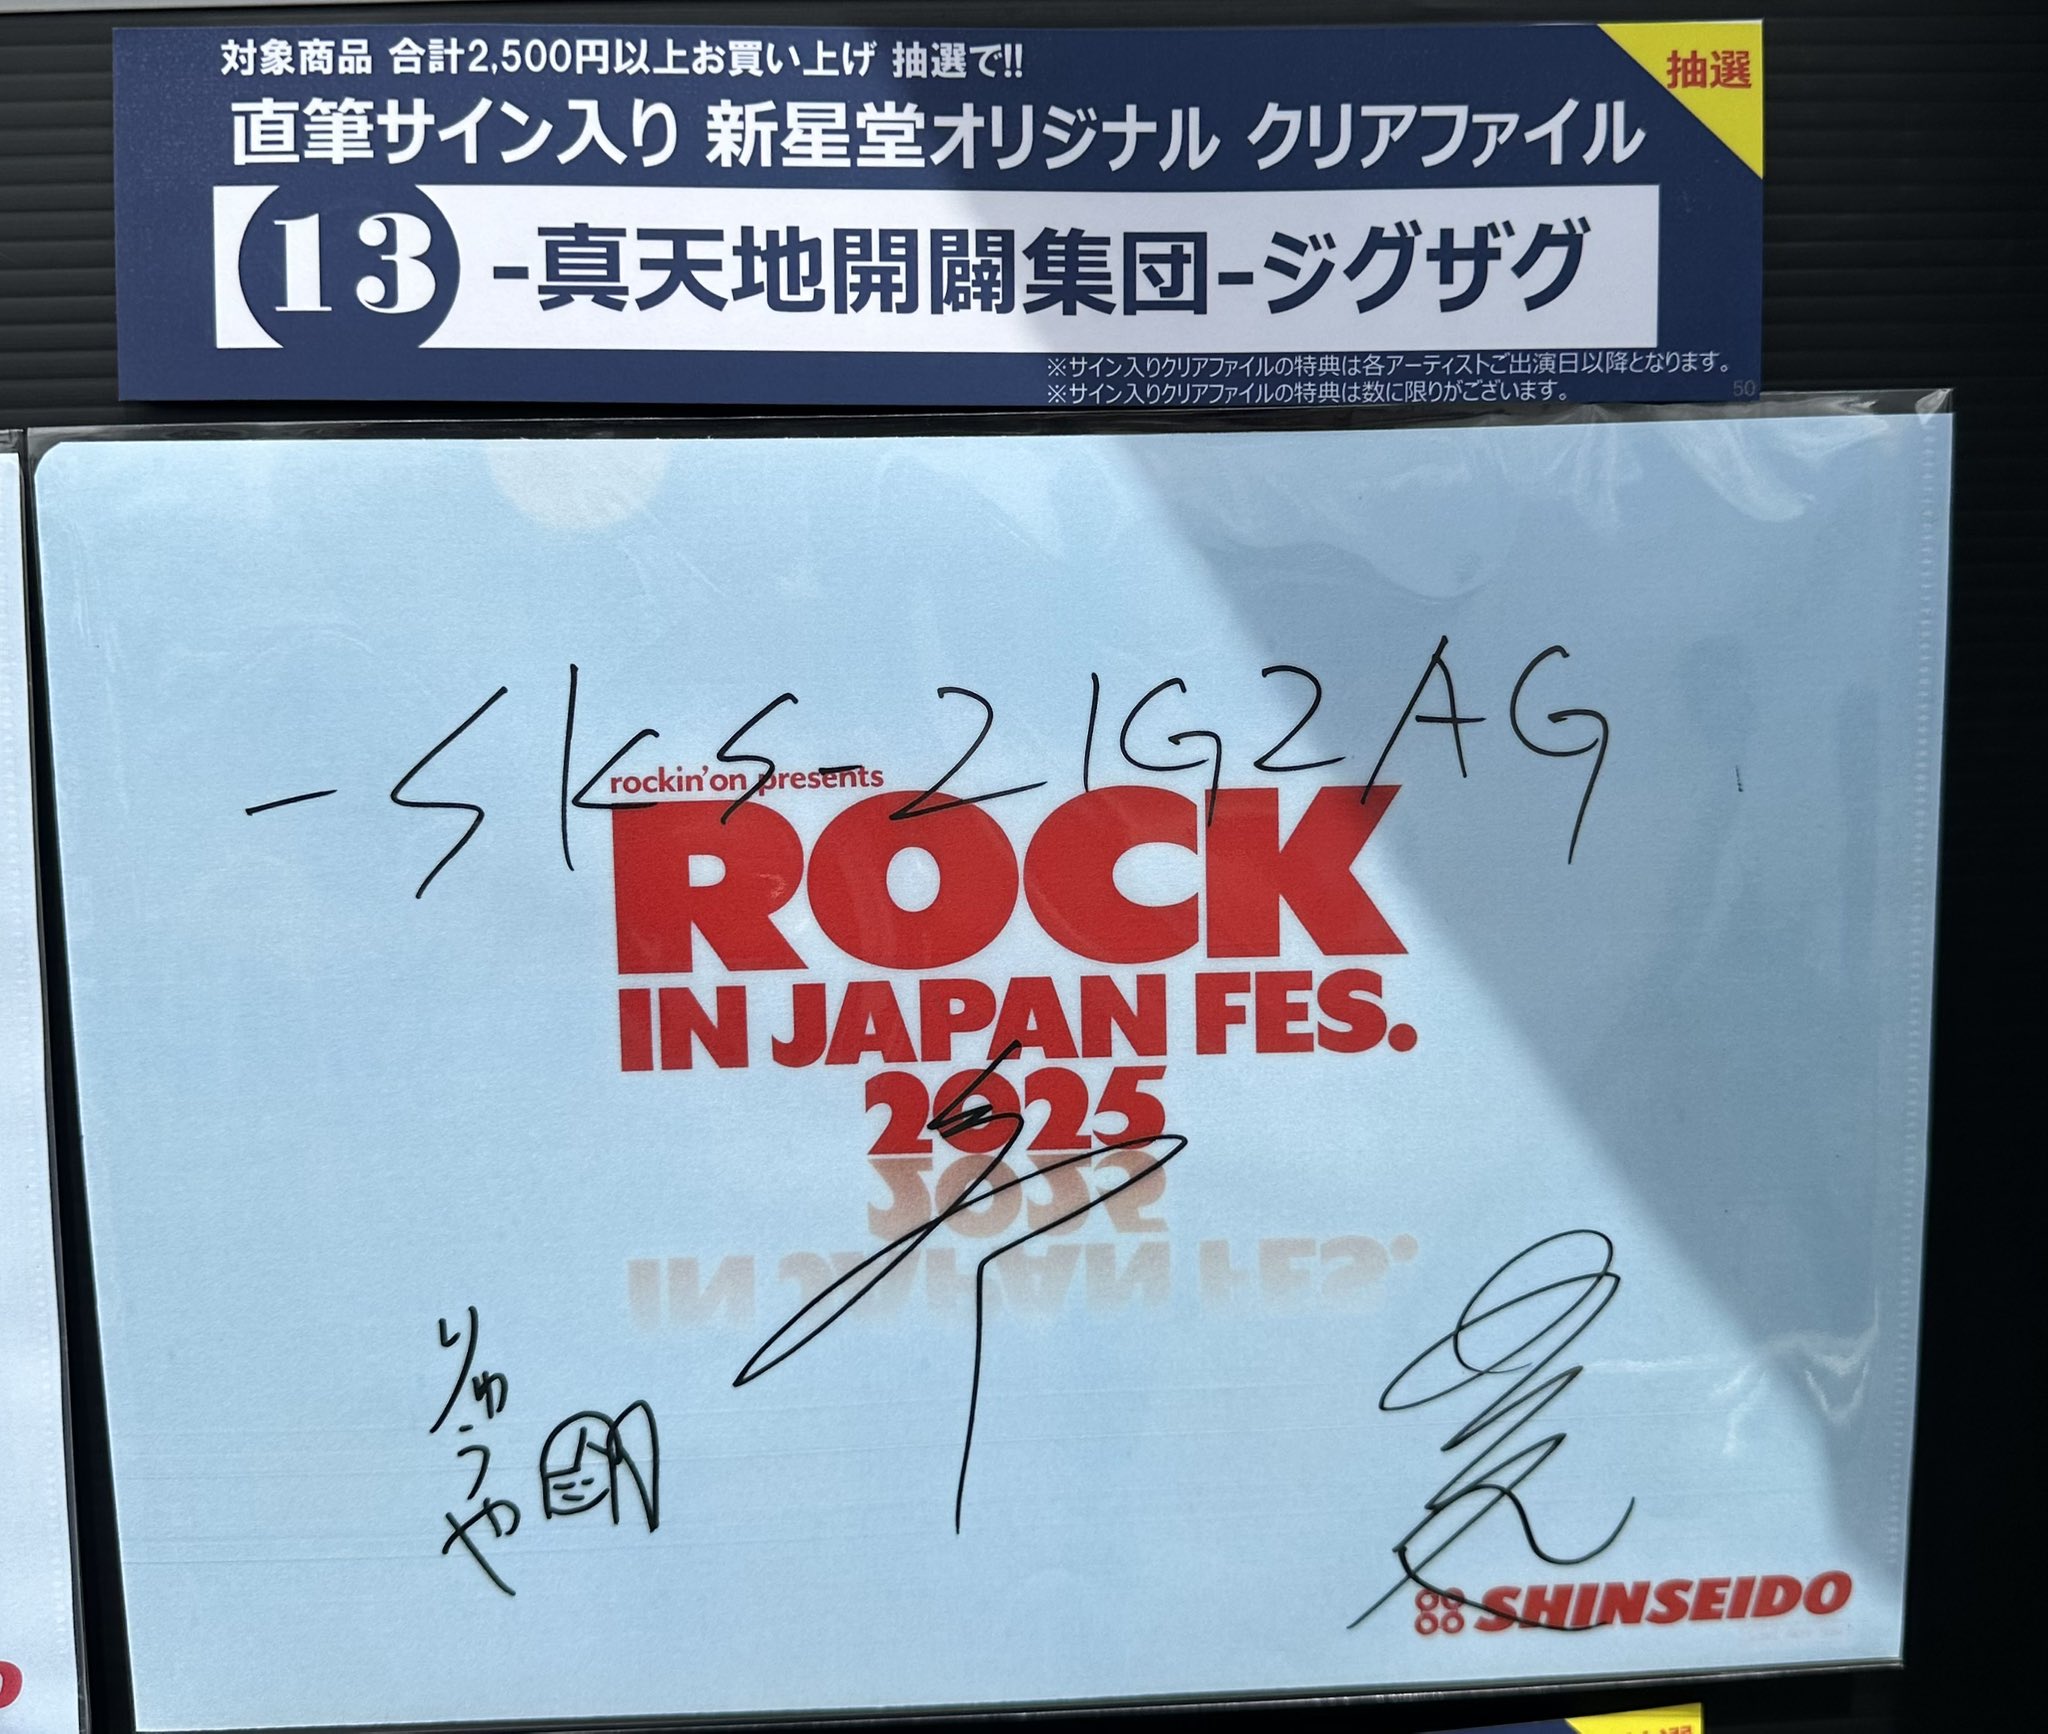 対象商品 合計2,500円以上お買い上げ 抽選で!!
抽選
直筆サイン入り 新星堂オリジナル クリアファイル
(13) -真天地開闢集団-ジグザグ
※サイン入りクリアファイルの特典は各アーティストご出演日以降となります。
※サイン入りクリアファイルの特典は数に限りがございます。
50
-SKS-ZIGZAG
rockin'on presents
ROCK
IN JAPAN FES.
2025
りゅうや
SHINSEIDO